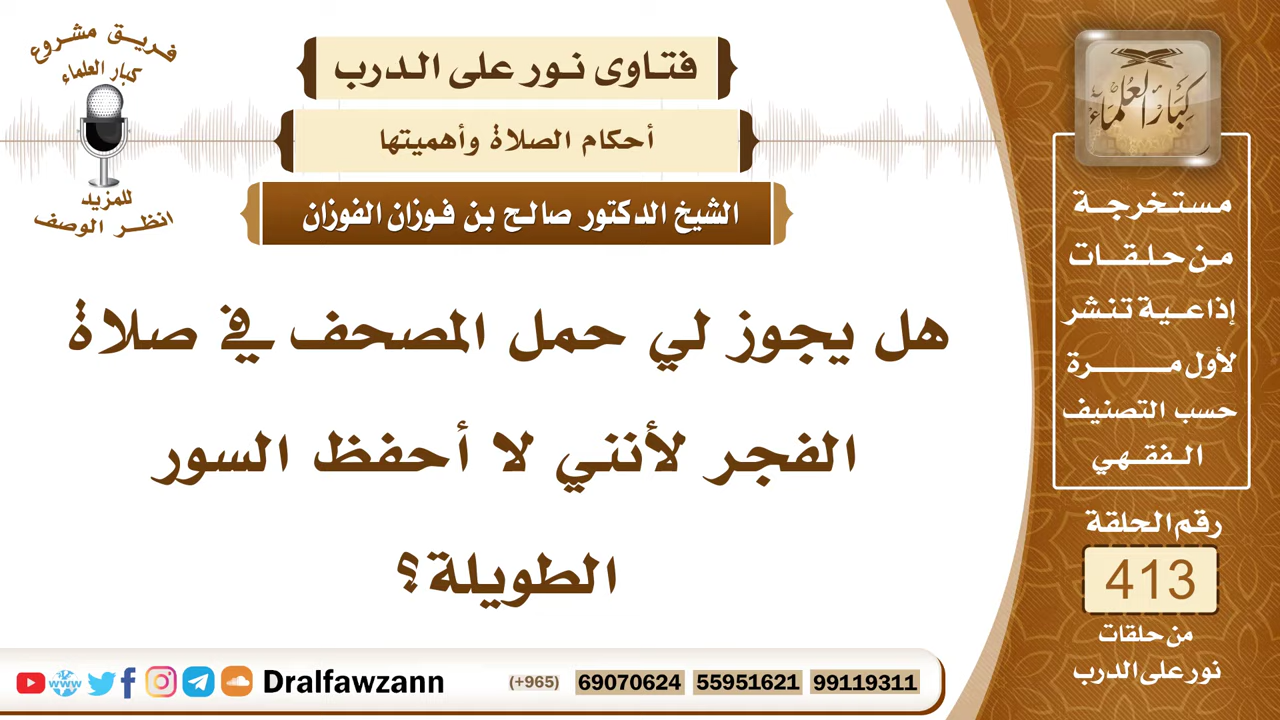 فريق مشروع
كبار العلماء
للمزيد
انظر الوصف
فتاوى نور على الدرب
أحكام الصلاة وأهميتها
الشيخ الدكتور صالح بن فوزان الفوزان
هل يجوز لي حمل المصحف في صلاة
الفجر لأنني لا أحفظ السور
الطويلة؟
كبار العلماء
مستخرجة
من حلقات
إذاعية تنشر
لأول مرة
حسب التصنيف
الفقهي
رقم الحلقة
413
من حلقات
نور على الدرب
www Dralfawzann (+965) 69070624 55951621 99119311